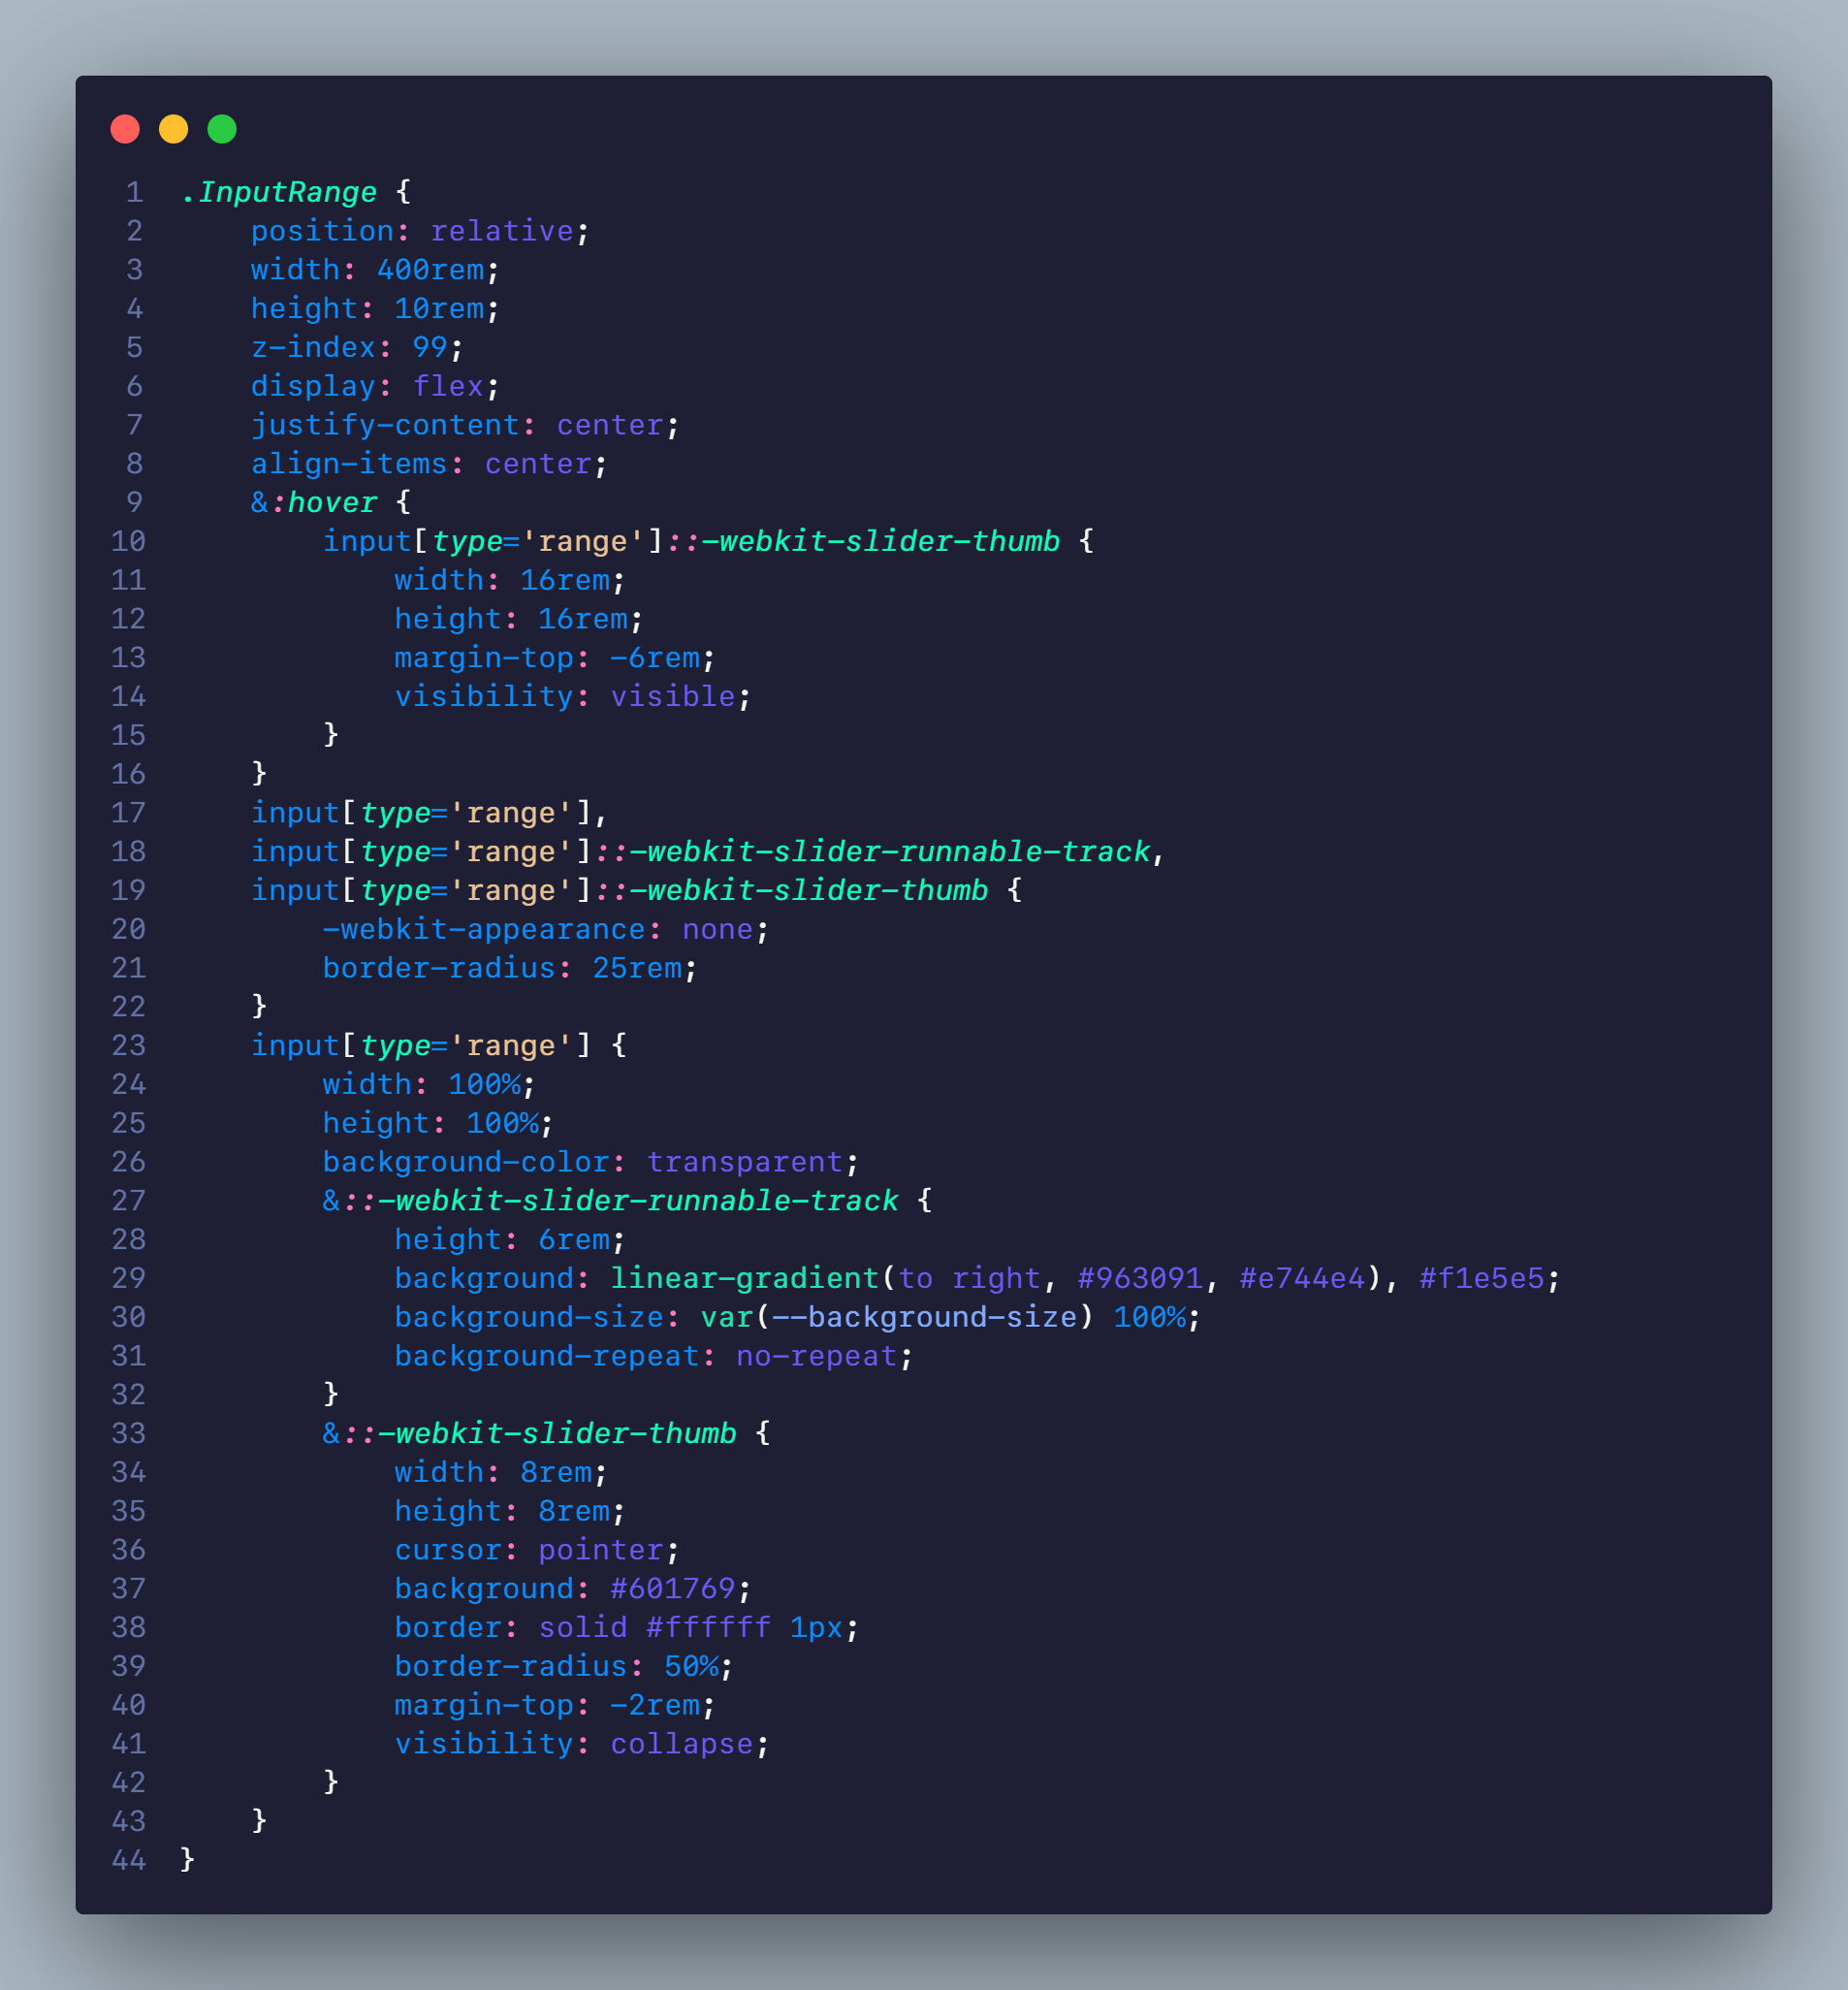 1 .InputRange {
2     position: relative;
3     width: 400rem;
4     height: 10rem;
5     z-index: 99;
6     display: flex;
7     justify-content: center;
8     align-items: center;
9     &:hover {
10         input[type='range']::-webkit-slider-thumb {
11             width: 16rem;
12             height: 16rem;
13             margin-top: -6rem;
14             visibility: visible;
15         }
16     }
17     input[type='range'],
18     input[type='range']::-webkit-slider-runnable-track,
19     input[type='range']::-webkit-slider-thumb {
20         -webkit-appearance: none;
21         border-radius: 25rem;
22     }
23     input[type='range'] {
24         width: 100%;
25         height: 100%;
26         background-color: transparent;
27         &::-webkit-slider-runnable-track {
28             height: 6rem;
29             background: linear-gradient(to right, #963091, #e744e4), #f1e5e5;
30             background-size: var(--background-size) 100%;
31             background-repeat: no-repeat;
32         }
33         &::-webkit-slider-thumb {
34             width: 8rem;
35             height: 8rem;
36             cursor: pointer;
37             background: #601769;
38             border: solid #ffffff 1px;
39             border-radius: 50%;
40             margin-top: -2rem;
41             visibility: collapse;
42         }
43     }
44 }